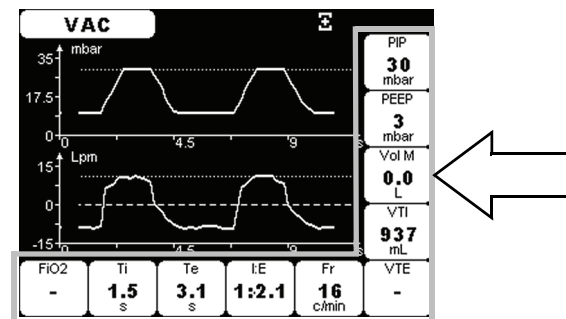 VAC
mbar
35
17.5
0
0 4.5 9 s
Lpm
15
0
-15
0 4.5 9 s
PIP
30
mbar
PEEP
3
mbar
Vol M
0.0
L
VTI
937
mL
FiO2 Ti Te I:E Fr VTE
- 1.5 3.1 1:2.1 16 -
s s c/min